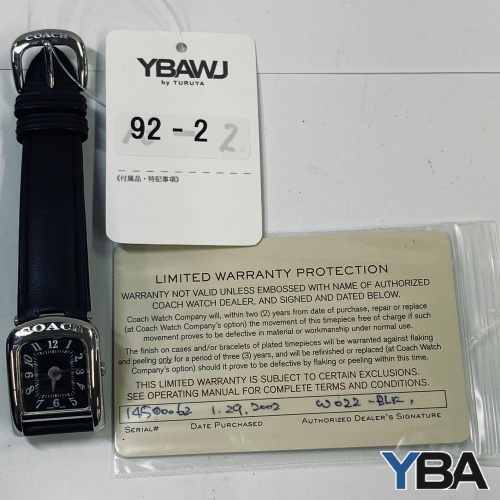 COACH
YBAWJ
by TURUYA
92 - 2
2
《付属品・特記事項》
COACH
LIMITED WARRANTY PROTECTION
WARRANTY NOT VALID UNLESS EMBOSSED WITH NAME OF AUTHORIZED
COACH WATCH DEALER, AND SIGNED AND DATED BELOW.
Coach Watch Company will, within two (2) years from date of purchase, repair or replace
(at Coach Watch Company's option) the movement of this timepiece free of charge if such
movement proves to be defective in material or workmanship under normal use.
The finish on cases and/or bracelets of plated timepieces will be warranted against flaking
and peeling only for a period of three (3) years, and will be refinished or replaced (at Coach
Watch Company's option) should it prove to be defective by flaking or peeling within this time.
THIS WARRANTY IS SUBJECT TO CERTAIN EXCLUSIONS.
SEE OPERATING MANUAL FOR COMPLETE TERMS AND CONDITIONS.
14500062 1.29.2002 W022-BLK,
SERIAL# DATE PURCHASED AUTHORIZED DEALER'S SIGNATURE
YBA